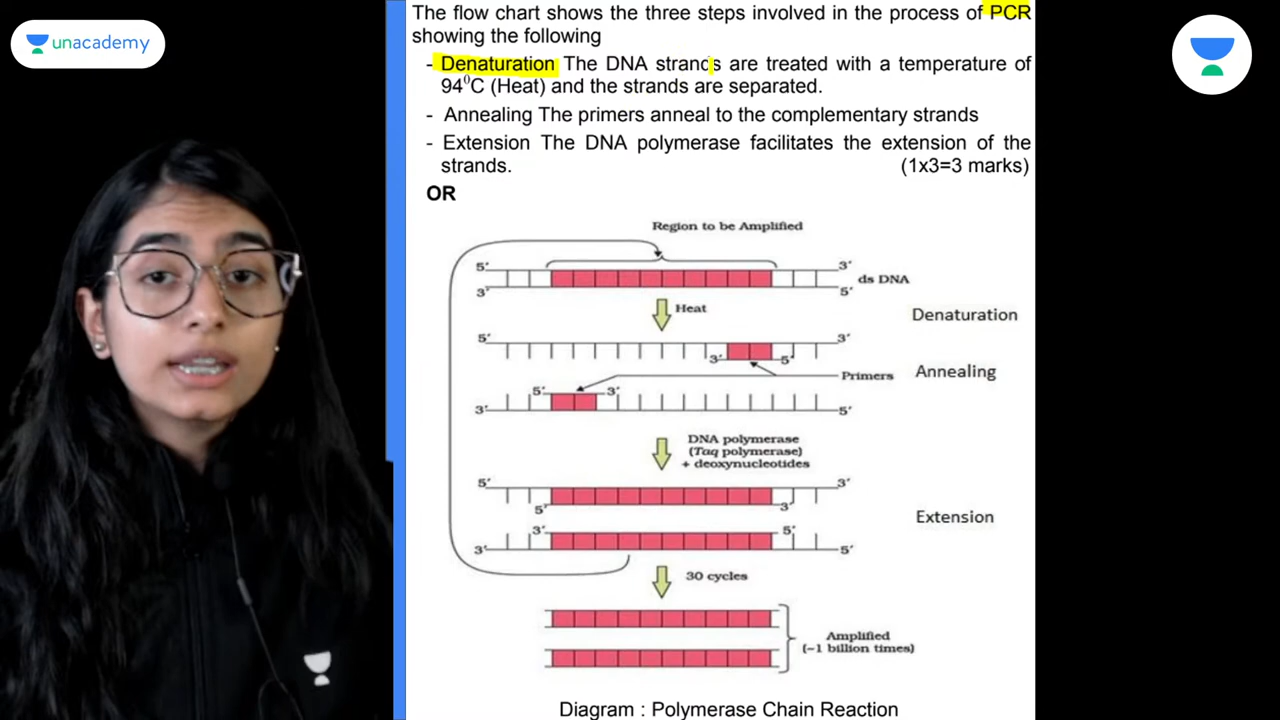 unacademy
The flow chart shows the three steps involved in the process of PCR
showing the following
- Denaturation The DNA strands are treated with a temperature of
94⁰C (Heat) and the strands are separated.
- Annealing The primers anneal to the complementary strands
- Extension The DNA polymerase facilitates the extension of the
strands. (1x3=3 marks)
OR
Region to be Amplified
5′ 3′
ds DNA
3′ 5′
Heat
Denaturation
5′ 3′
3′ 5′
Primers
Annealing
5′ 3′
3′ 5′
DNA polymerase
(Taq polymerase)
+ deoxynucleotides
5′ 3′
5′ 3′
Extension
3′ 5′
3′ 5′
30 cycles
Amplified
(~1 billion times)
Diagram : Polymerase Chain Reaction